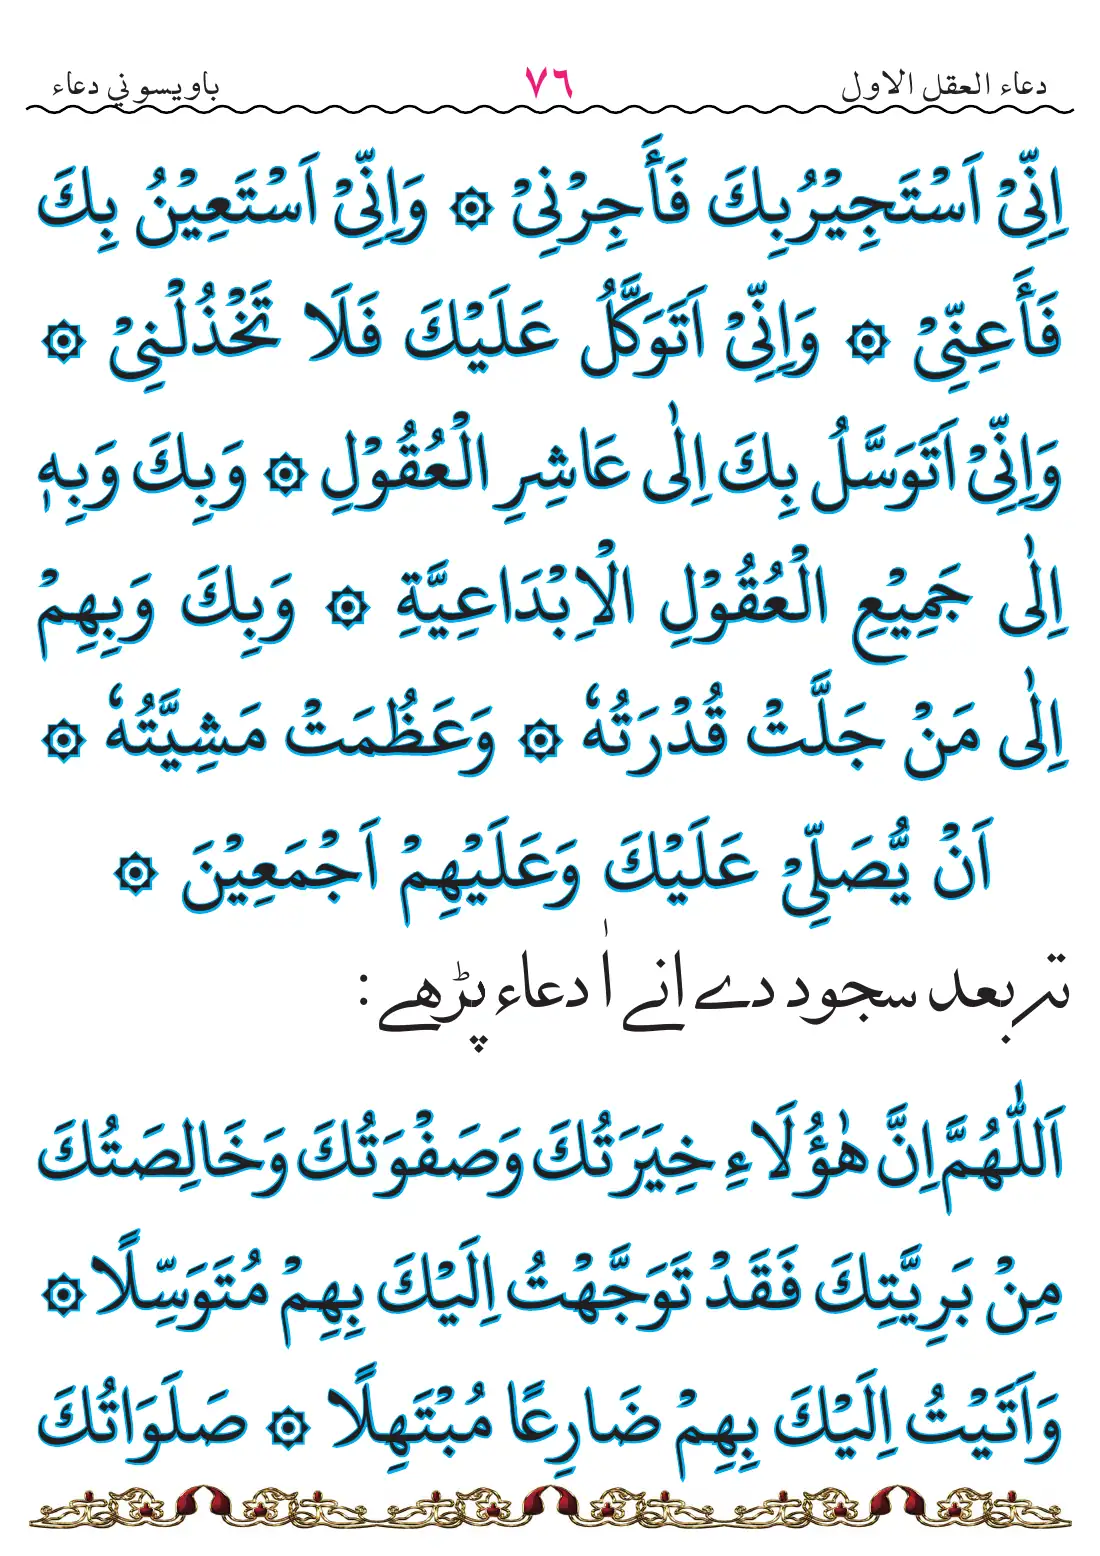 دعاء العقل الاول ٧٦ باويسوني دعاء
اِنِّيْ اَسْتَجِيْرُبِكَ فَأَجِرْنِيْ ۞ وَاِنِّيْ اَسْتَعِيْنُ بِكَ
فَأَعِنِّيْ ۞ وَاِنِّيْ اَتَوَكَّلُ عَلَيْكَ فَلَا تَخْذُلْنِيْ ۞
وَاِنِّيْ اَتَوَسَّلُ بِكَ اِلٰى عَاشِرِ الْعُقُوْلِ ۞ وَبِكَ وَبِهٖ
اِلٰى جَمِيْعِ الْعُقُوْلِ الْاِبْدَاعِيَّةِ ۞ وَبِكَ وَبِهِمْ
اِلٰى مَنْ جَلَّتْ قُدْرَتُهٗ ۞ وَعَظُمَتْ مَشِيَّتُهٗ ۞
اَنْ يُّصَلِّيْ عَلَيْكَ وَعَلَيْهِمْ اَجْمَعِيْنَ ۞
تہ بعد سجود دے انے اٰ دعاء پڑھے :
اَللّٰهُمَّ اِنَّ هٰؤُلَاءِ خِيَرَتُكَ وَصَفْوَتُكَ وَخَالِصَتُكَ
مِنْ بَرِيَّتِكَ فَقَدْ تَوَجَّهْتُ اِلَيْكَ بِهِمْ مُتَوَسِّلًا ۞
وَاَتَيْتُ اِلَيْكَ بِهِمْ ضَارِعًا مُبْتَهِلًا ۞ صَلَوَاتُكَ